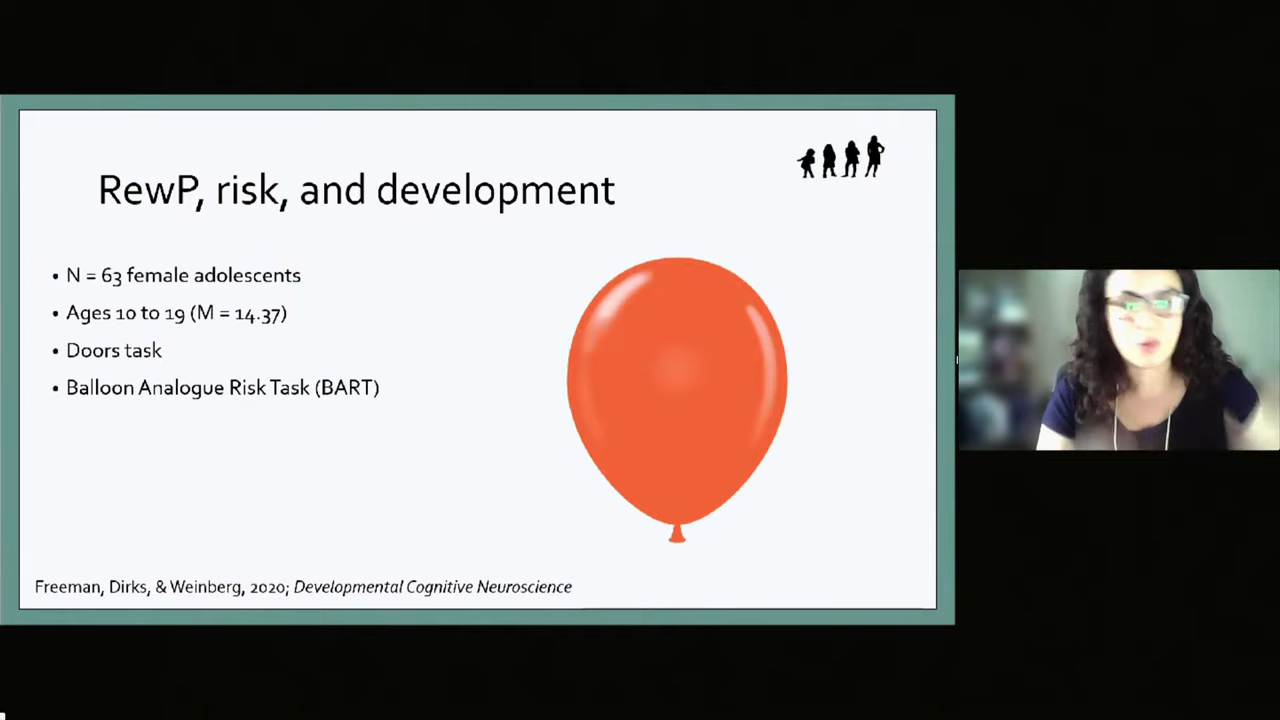 RewP, risk, and development
• N = 63 female adolescents
• Ages 10 to 19 (M = 14.37)
• Doors task
• Balloon Analogue Risk Task (BART)
Freeman, Dirks, & Weinberg, 2020; Developmental Cognitive Neuroscience